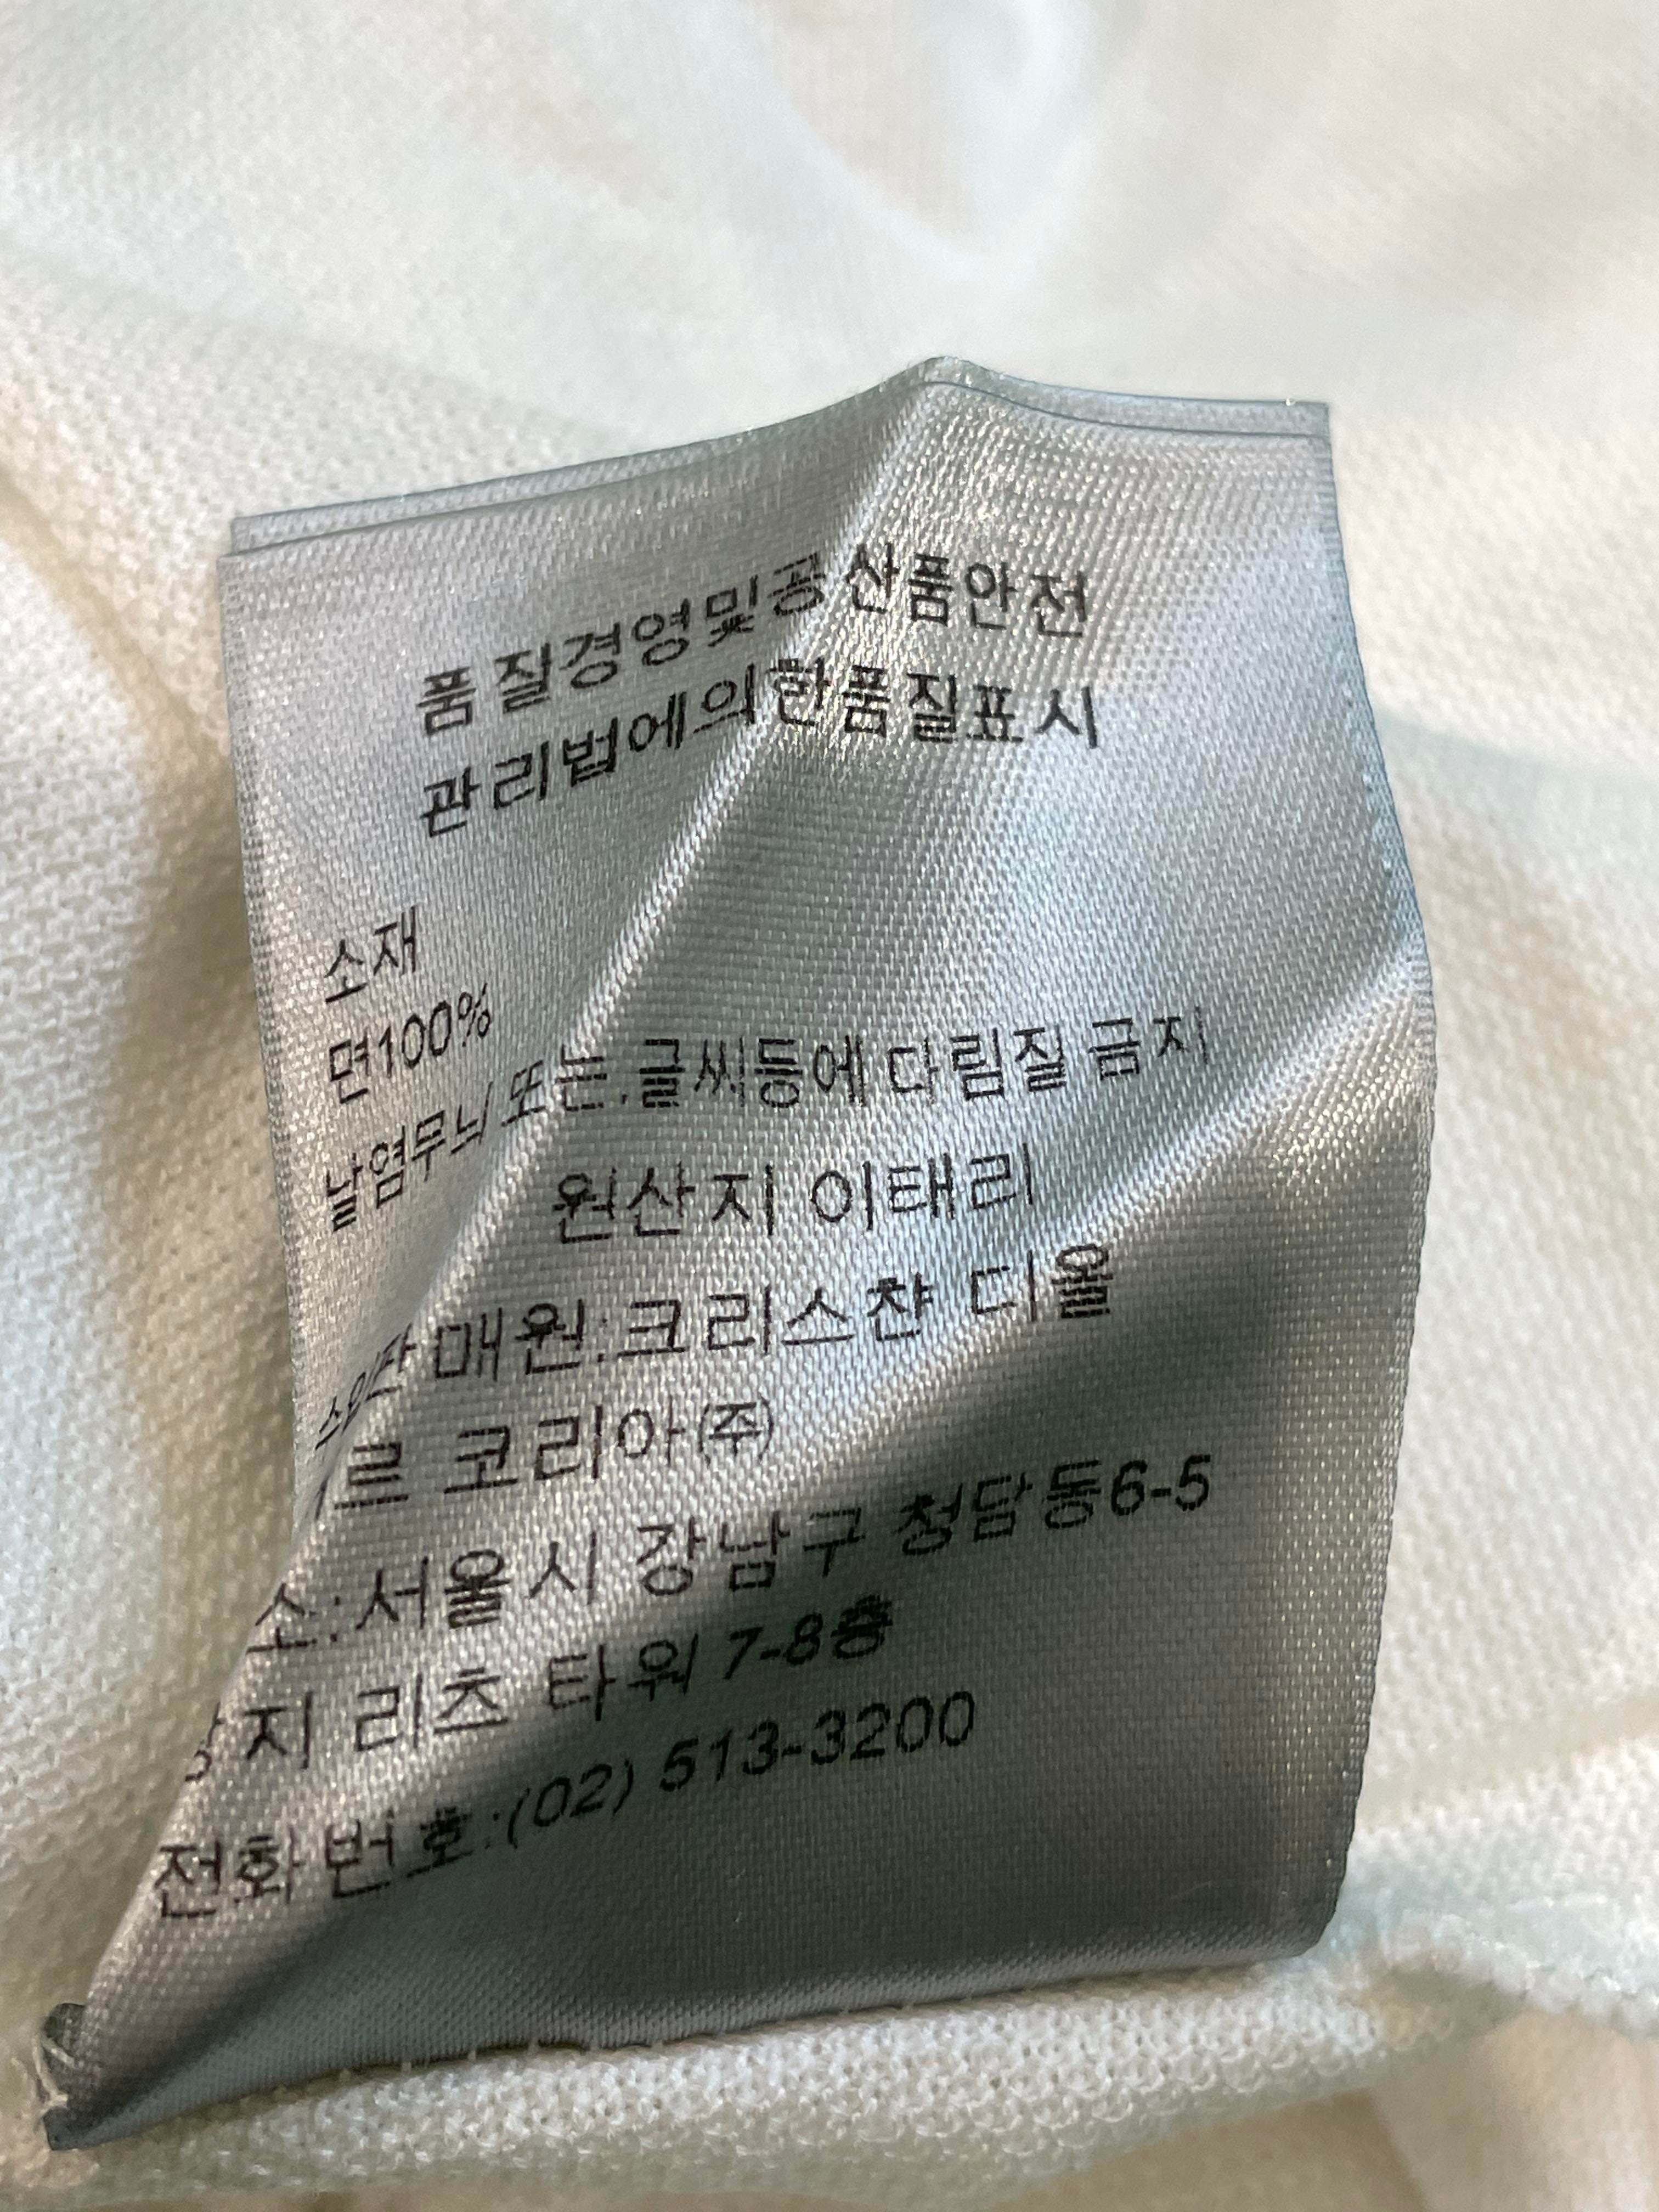 품질경영및공산품안전
관리법에의한품질표시
소재
면100%
날염무늬 또는.글씨등에 다림질 금지
원산지 이태리
매원:크리스챤 디올
르 코리아(주)
소:서울시 강남구 청담동6-5
지 리츠 타워 7-8층
전화번호:(02) 513-3200